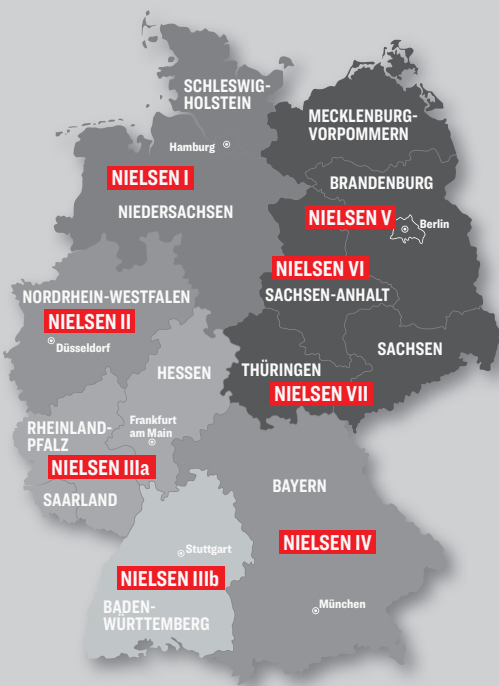 SCHLESWIG-
HOLSTEIN
MECKLENBURG-
VORPOMMERN
Hamburg
NIELSEN I
BRANDENBURG
NIEDERSACHSEN
NIELSEN V
Berlin
NIELSEN VI
SACHSEN-ANHALT
NORDRHEIN-WESTFALEN
NIELSEN II
Düsseldorf
SACHSEN
HESSEN
THÜRINGEN
NIELSEN VII
RHEINLAND-
PFALZ
Frankfurt
am Main
NIELSEN IIIa
SAARLAND
BAYERN
NIELSEN IV
Stuttgart
NIELSEN IIIb
BADEN-
WÜRTTEMBERG
München